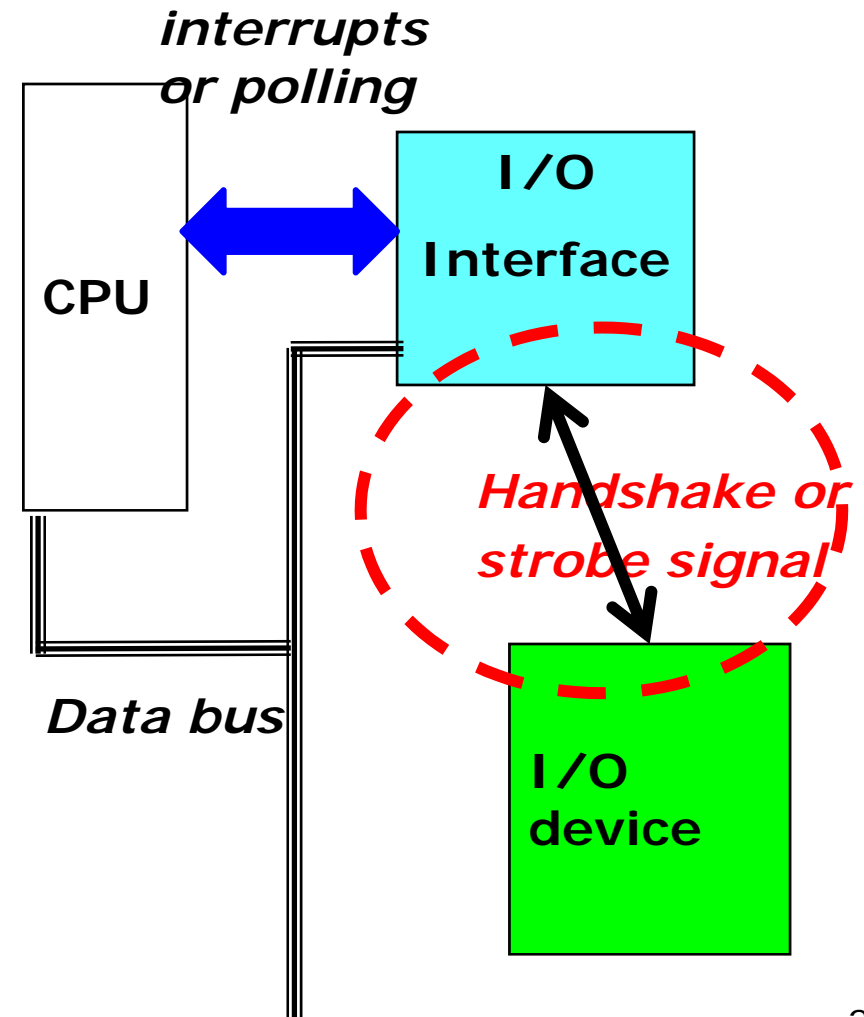 interrupts
or polling
I/O
Interface
CPU
Handshake or
strobe signal
Data bus
I/O
device